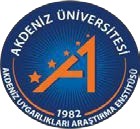 AKDENİZ ÜNİVERSİTESİ
AKDENİZ UYGARLIKLARI ARAŞTIRMA ENSTİTÜSÜ
1982